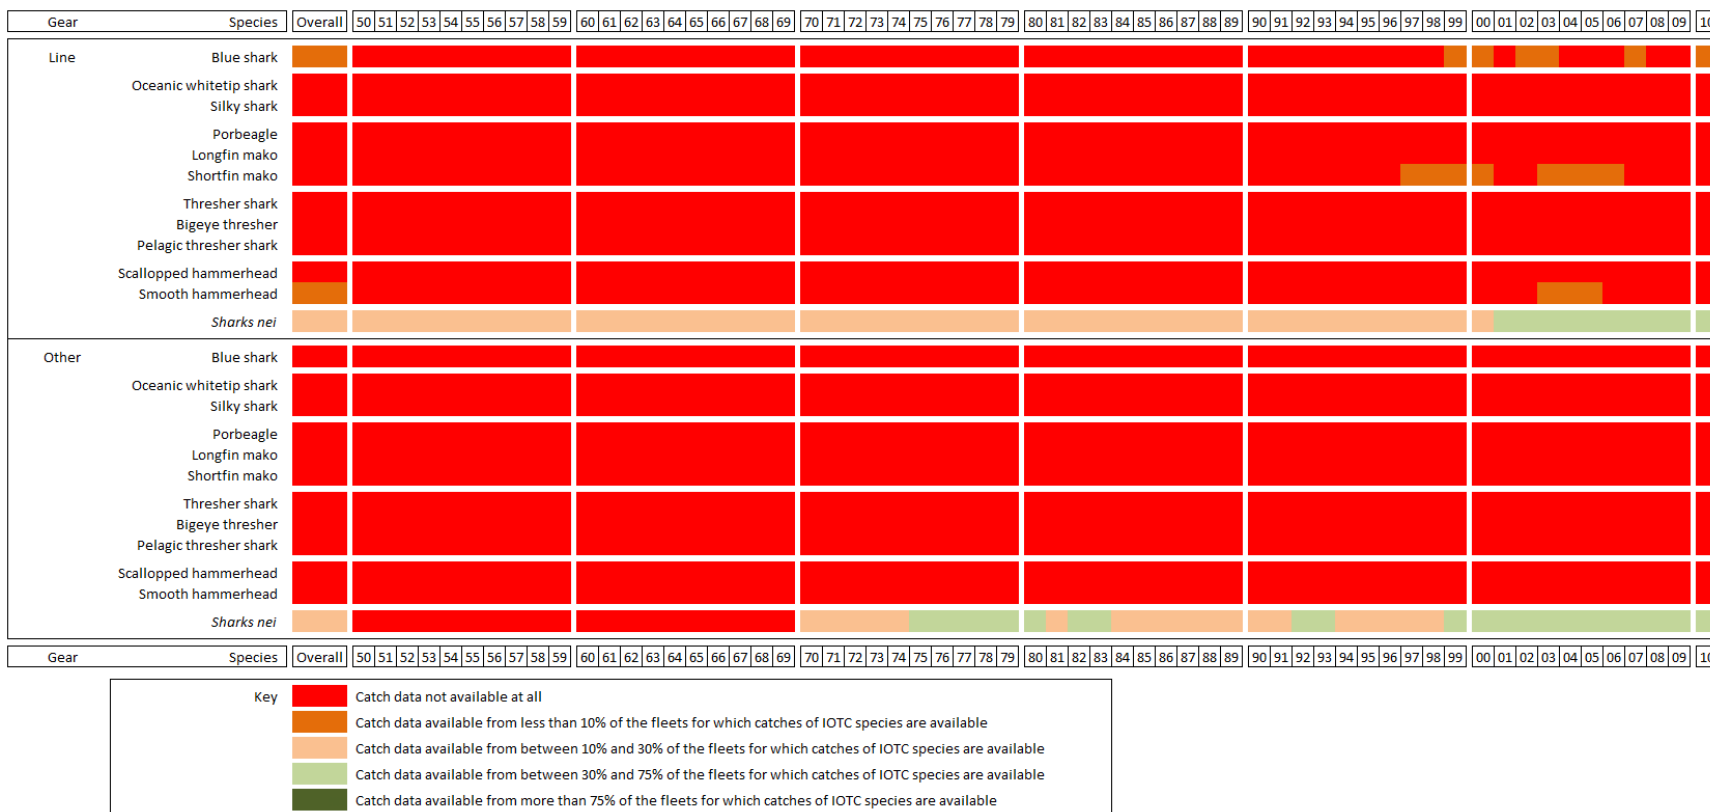 Gear Species Overall 50 51 52 53 54 55 56 57 58 59 60 61 62 63 64 65 66 67 68 69 70 71 72 73 74 75 76 77 78 79 80 81 82 83 84 85 86 87 88 89 90 91 92 93 94 95 96 97 98 99 00 01 02 03 04 05 06 07 08 09 10
Line Blue shark
Oceanic whitetip shark
Silky shark
Porbeagle
Longfin mako
Shortfin mako
Thresher shark
Bigeye thresher
Pelagic thresher shark
Scallopped hammerhead
Smooth hammerhead
Sharks nei
Other Blue shark
Oceanic whitetip shark
Silky shark
Porbeagle
Longfin mako
Shortfin mako
Thresher shark
Bigeye thresher
Pelagic thresher shark
Scallopped hammerhead
Smooth hammerhead
Sharks nei
Gear Species Overall 50 51 52 53 54 55 56 57 58 59 60 61 62 63 64 65 66 67 68 69 70 71 72 73 74 75 76 77 78 79 80 81 82 83 84 85 86 87 88 89 90 91 92 93 94 95 96 97 98 99 00 01 02 03 04 05 06 07 08 09 10
Key Catch data not available at all
Catch data available from less than 10% of the fleets for which catches of IOTC species are available
Catch data available from between 10% and 30% of the fleets for which catches of IOTC species are available
Catch data available from between 30% and 75% of the fleets for which catches of IOTC species are available
Catch data available from more than 75% of the fleets for which catches of IOTC species are available